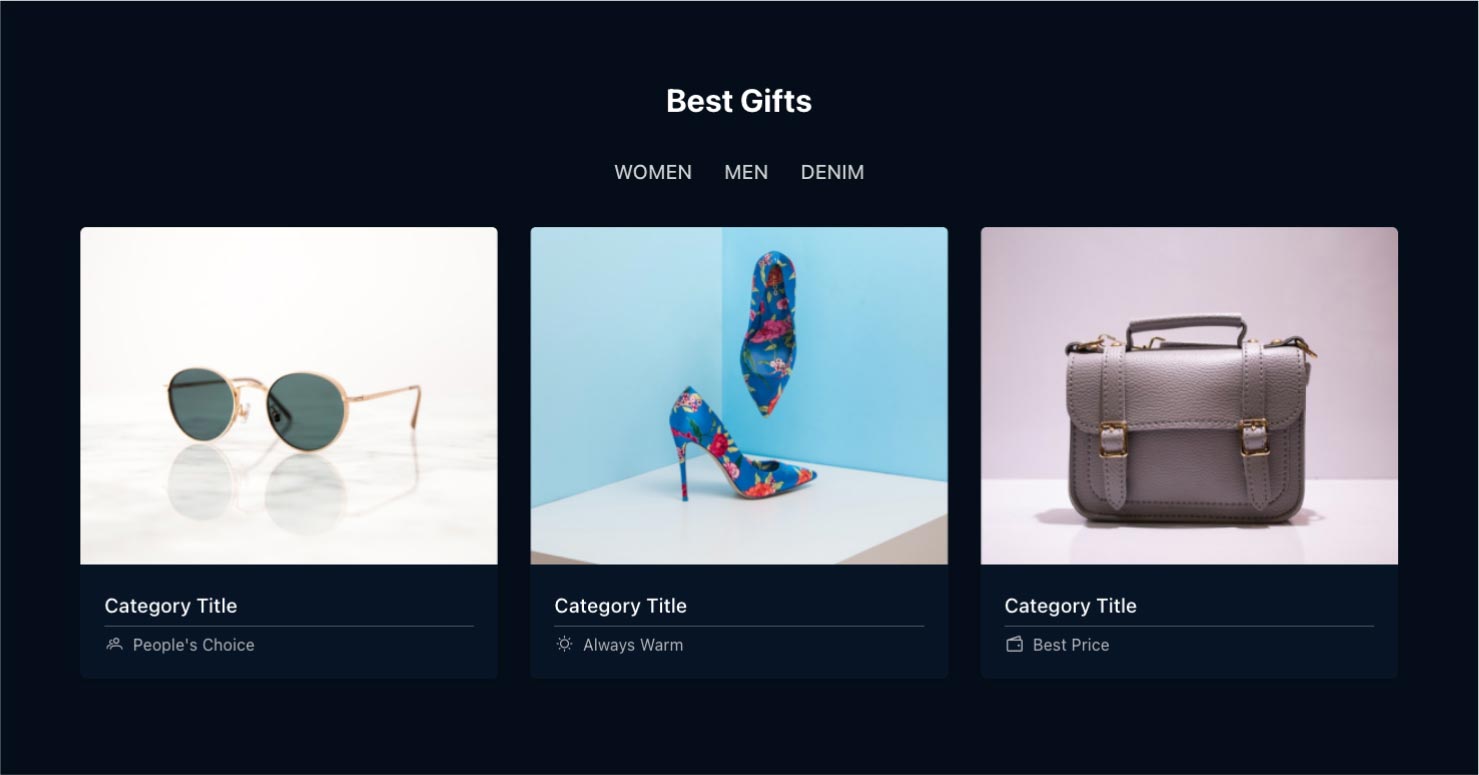 Best Gifts
WOMEN MEN DENIM
Category Title
People's Choice
Category Title
Always Warm
Category Title
Best Price